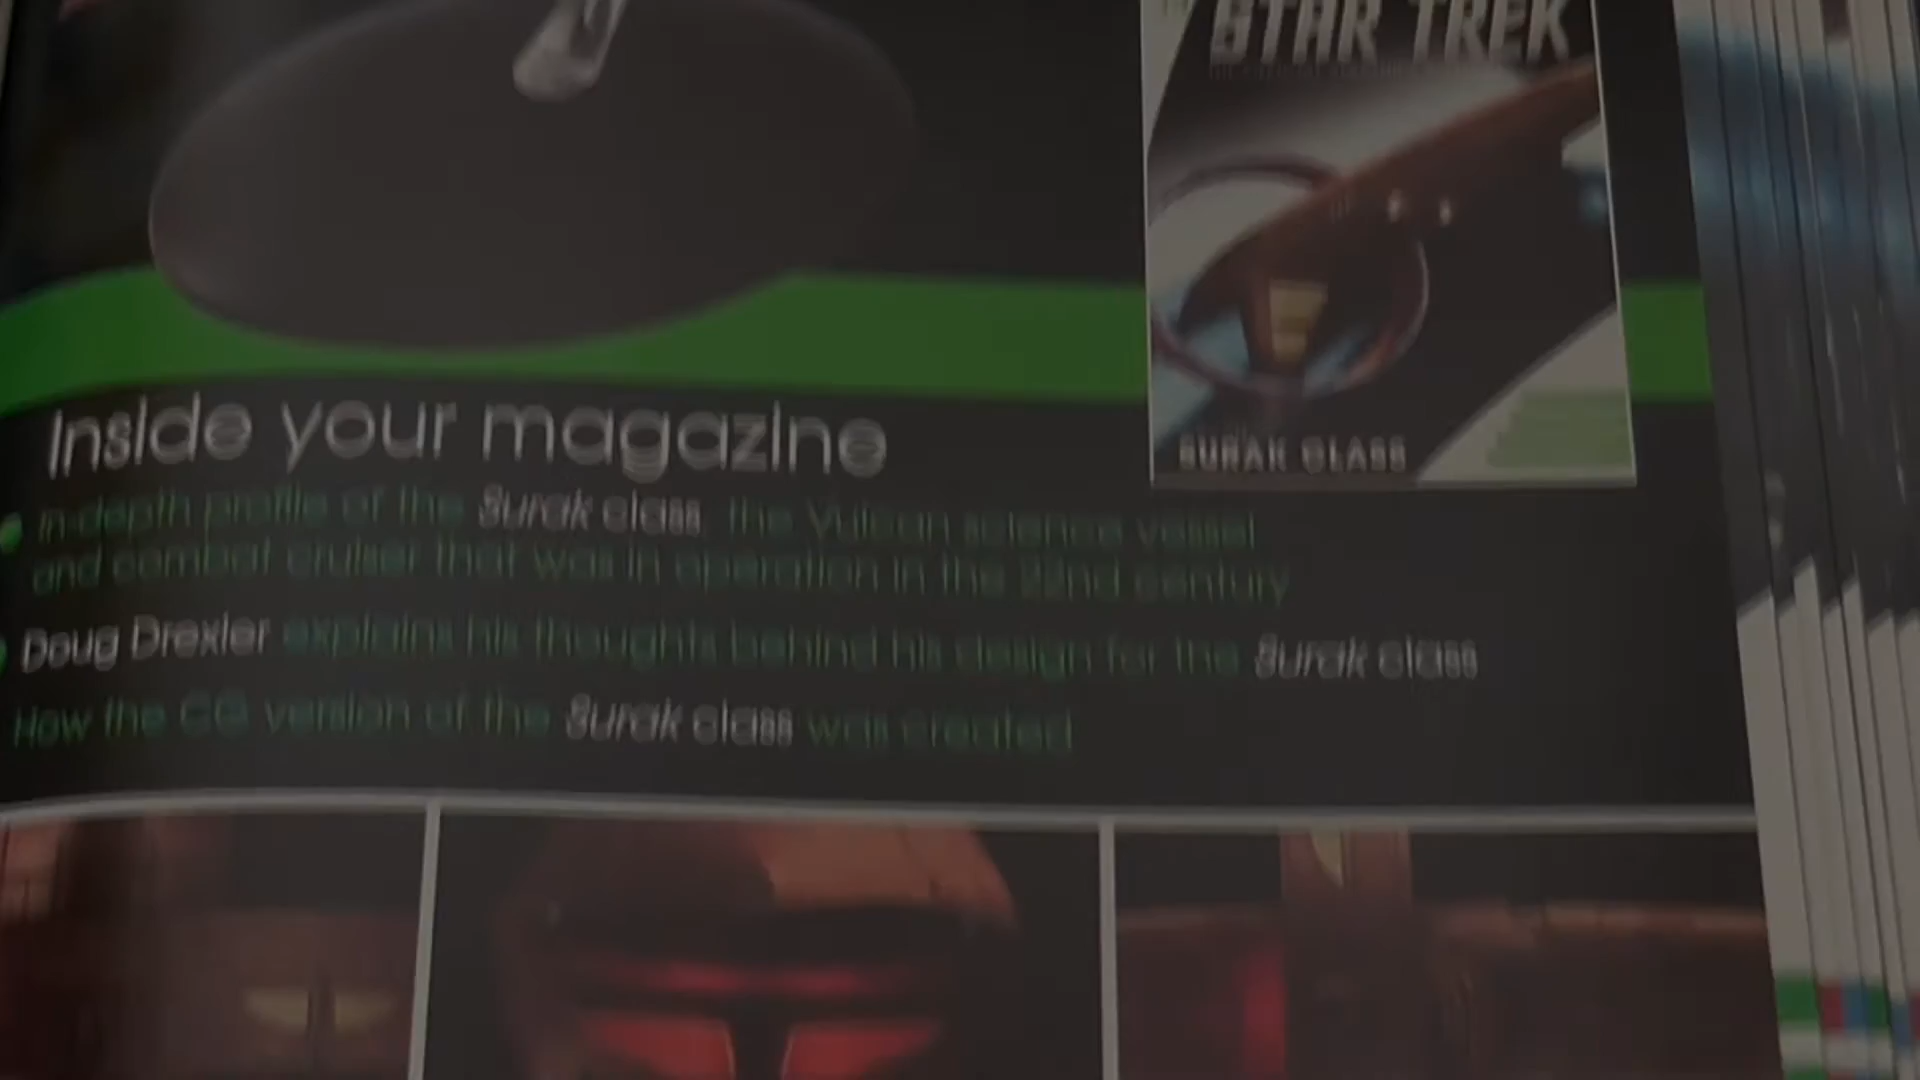 STAR TREK
SURAK CLASS
Inside your magazine
In-depth profile of the Surak class, the Vulcan science vessel
and combat cruiser that was in operation in the 22nd century
Doug Drexler explains his thoughts behind his design for the Surak class
How the CG version of the Surak class was created